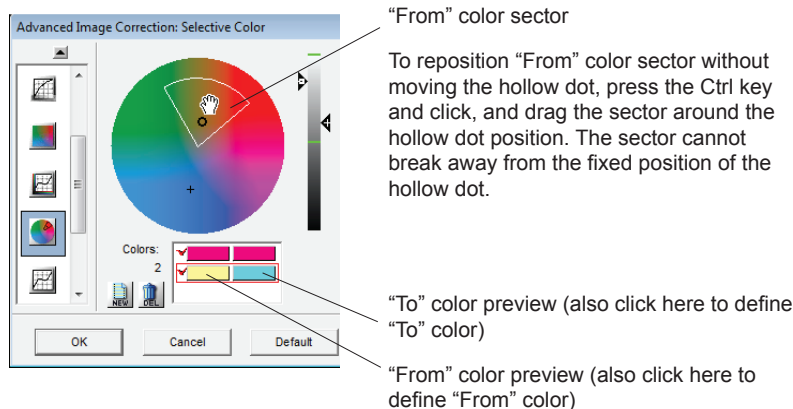 Advanced Image Correction: Selective Color
Colors:
2
NEW
DEL
OK
Cancel
Default
“From” color sector
To reposition “From” color sector without
moving the hollow dot, press the Ctrl key
and click, and drag the sector around the
hollow dot position. The sector cannot
break away from the fixed position of the
hollow dot.
“To” color preview (also click here to define
“To” color)
“From” color preview (also click here to
define “From” color)